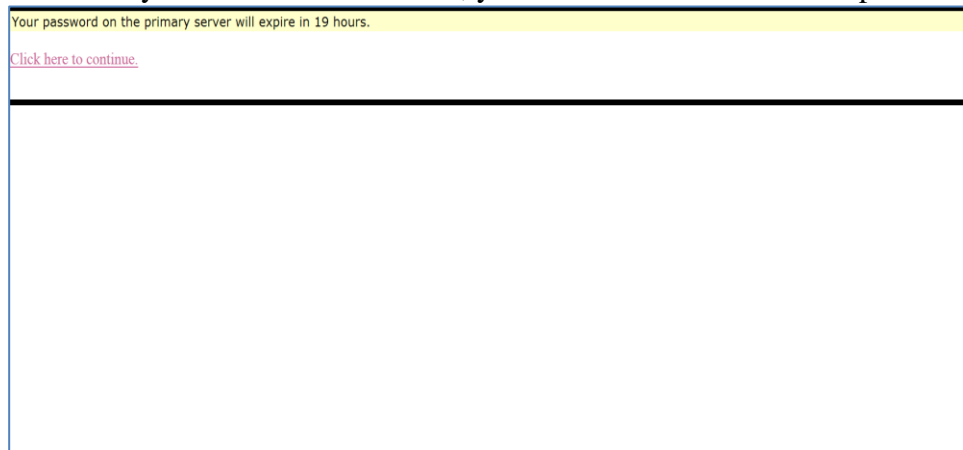 Your password on the primary server will expire in 19 hours.
Click here to continue.